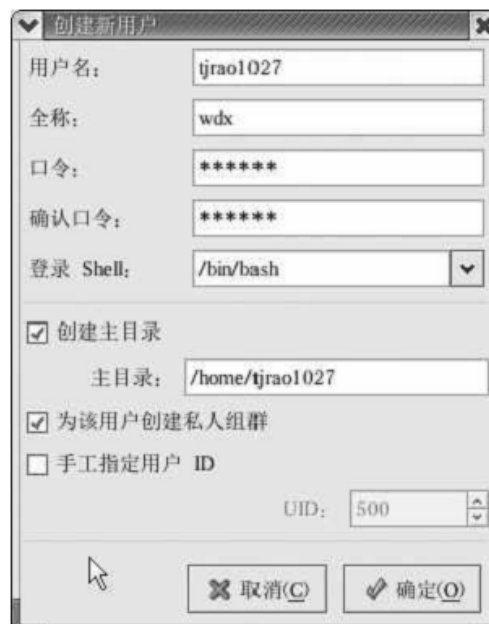 创建新用户
用户名： tjrao1027
全称： wdx
口令： ******
确认口令： ******
登录 Shell： /bin/bash
创建主目录
主目录： /home/tjrao1027
为该用户创建私人组群
手工指定用户 ID
UID： 500
取消(C) 确定(O)